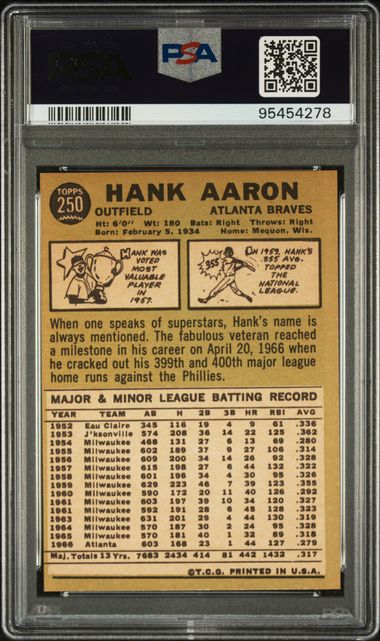 PSA
PSA
95454278
TOPPS
250
HANK AARON
OUTFIELD ATLANTA BRAVES
Ht: 6'0" Wt: 180 Bats: Right Throws: Right
Born: February 5, 1934 Home: Mequon, Wis.
HANK WAS
VOTED
MOST
VALUABLE
PLAYER
IN
1957.
.355
IN 1959, HANK'S
.355 AVG.
TOPPED
THE
NATIONAL
LEAGUE.
When one speaks of superstars, Hank's name is
always mentioned. The fabulous veteran reached
a milestone in his career on April 20, 1966 when
he cracked out his 399th and 400th major league
home runs against the Phillies.
MAJOR & MINOR LEAGUE BATTING RECORD
YEAR TEAM AB H 2B 3B HR RBI AVG
1952 Eau Claire 345 116 19 4 9 61 .336
1953 J'ksonville 574 208 36 14 22 125 .362
1954 Milwaukee 468 131 27 6 13 69 .280
1955 Milwaukee 602 189 37 9 27 106 .314
1956 Milwaukee 609 200 34 14 26 92 .328
1957 Milwaukee 615 198 27 6 44 132 .322
1958 Milwaukee 601 196 34 4 30 95 .326
1959 Milwaukee 629 223 46 7 39 123 .355
1960 Milwaukee 590 172 20 11 40 126 .292
1961 Milwaukee 603 197 39 10 34 120 .327
1962 Milwaukee 592 191 28 6 45 128 .323
1963 Milwaukee 631 201 29 4 44 130 .319
1964 Milwaukee 570 187 30 2 24 95 .328
1965 Milwaukee 570 181 40 1 32 89 .318
1966 Atlanta 603 168 23 1 44 127 .279
Maj. Totals 13 Yrs. 7683 2434 414 81 442 1432 .317
©T.C.G. PRINTED IN U.S.A.